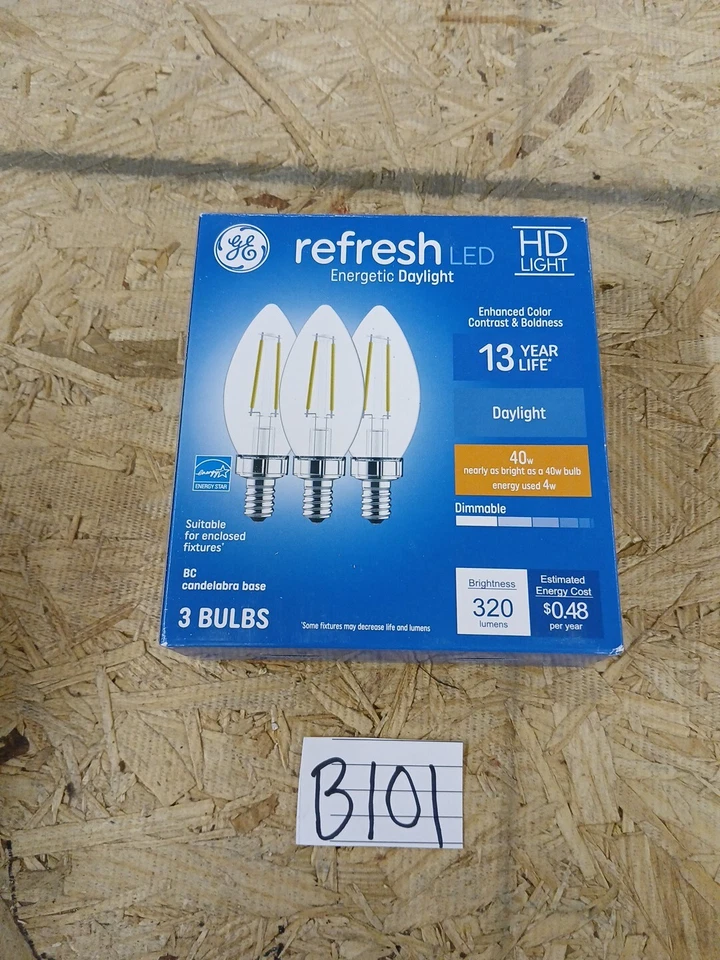 GE
refresh LED
Energetic Daylight
HD
LIGHT
Enhanced Color
Contrast & Boldness
13 YEAR
LIFE*
Daylight
40w
nearly as bright as a 40w bulb
energy used 4w
Dimmable
energy
ENERGY STAR
Suitable
for enclosed
fixtures*
BC
candelabra base
3 BULBS
*Some fixtures may decrease life and lumens
Brightness
320
lumens
Estimated
Energy Cost
$0.48
per year
B101